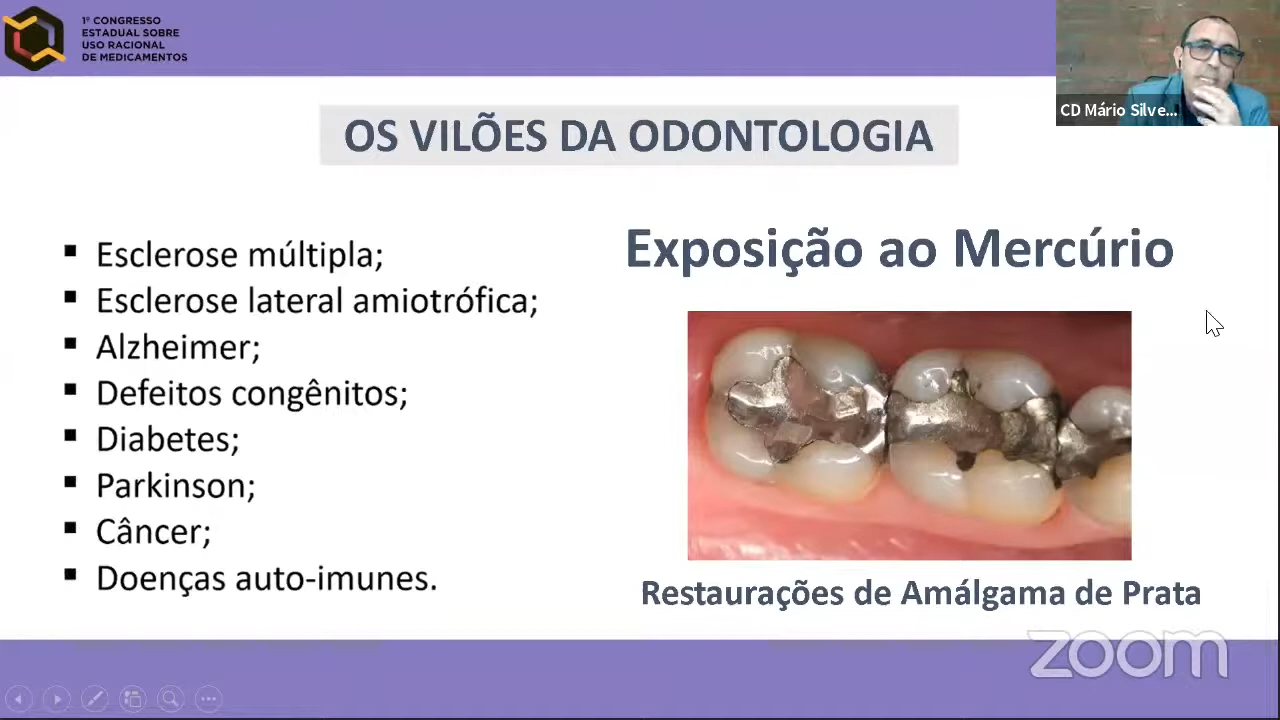 1º CONGRESSO
ESTADUAL SOBRE
USO RACIONAL
DE MEDICAMENTOS
CD Mário Silve...
OS VILÕES DA ODONTOLOGIA
Esclerose múltipla;
Esclerose lateral amiotrófica;
Alzheimer;
Defeitos congênitos;
Diabetes;
Parkinson;
Câncer;
Doenças auto-imunes.
Exposição ao Mercúrio
Restaurações de Amálgama de Prata
zoom